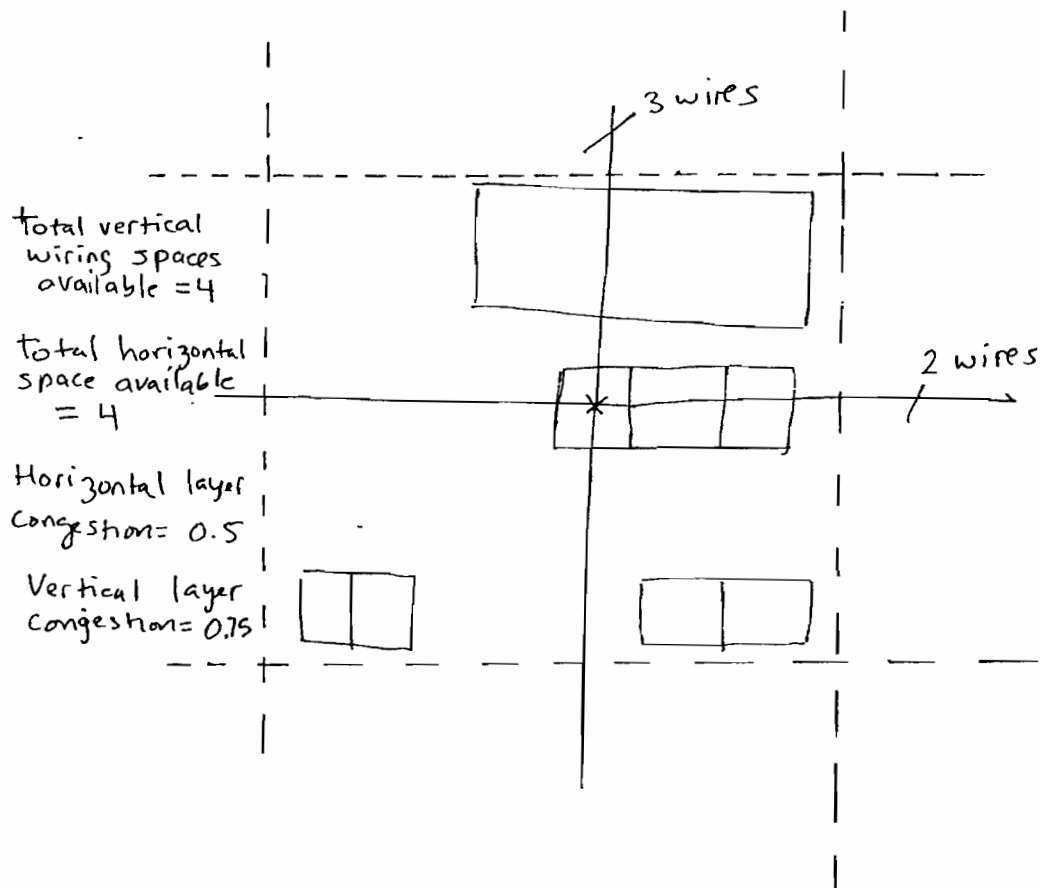 3 wires
total vertical
wiring spaces
available = 4
total horizontal
space available
= 4
2 wires
Horizontal layer
Congestion= 0.5
Vertical layer
Congestion= 0.75